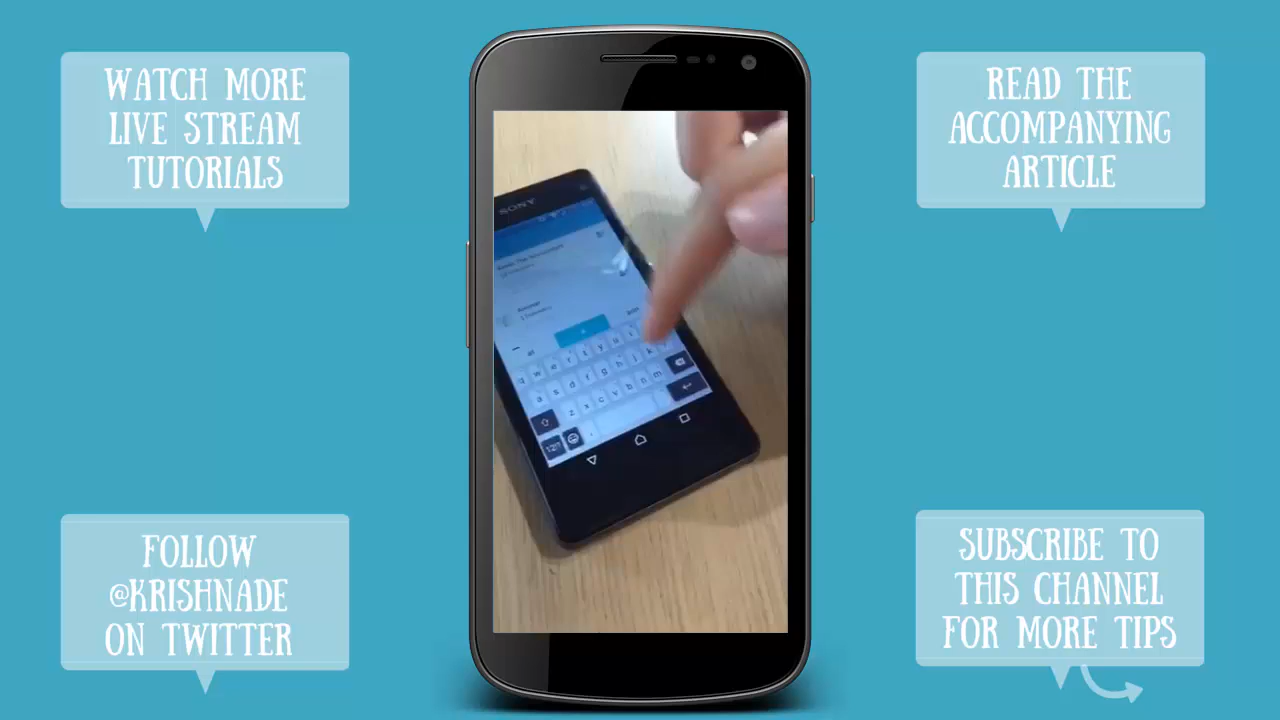 WATCH MORE
LIVE STREAM
TUTORIALS
READ THE
ACCOMPANYING
ARTICLE
SONY
q w e r t y u i
a s d f g h j k
z x c v b n m
FOLLOW
@KRISHNADE
ON TWITTER
SUBSCRIBE TO
THIS CHANNEL
FOR MORE TIPS